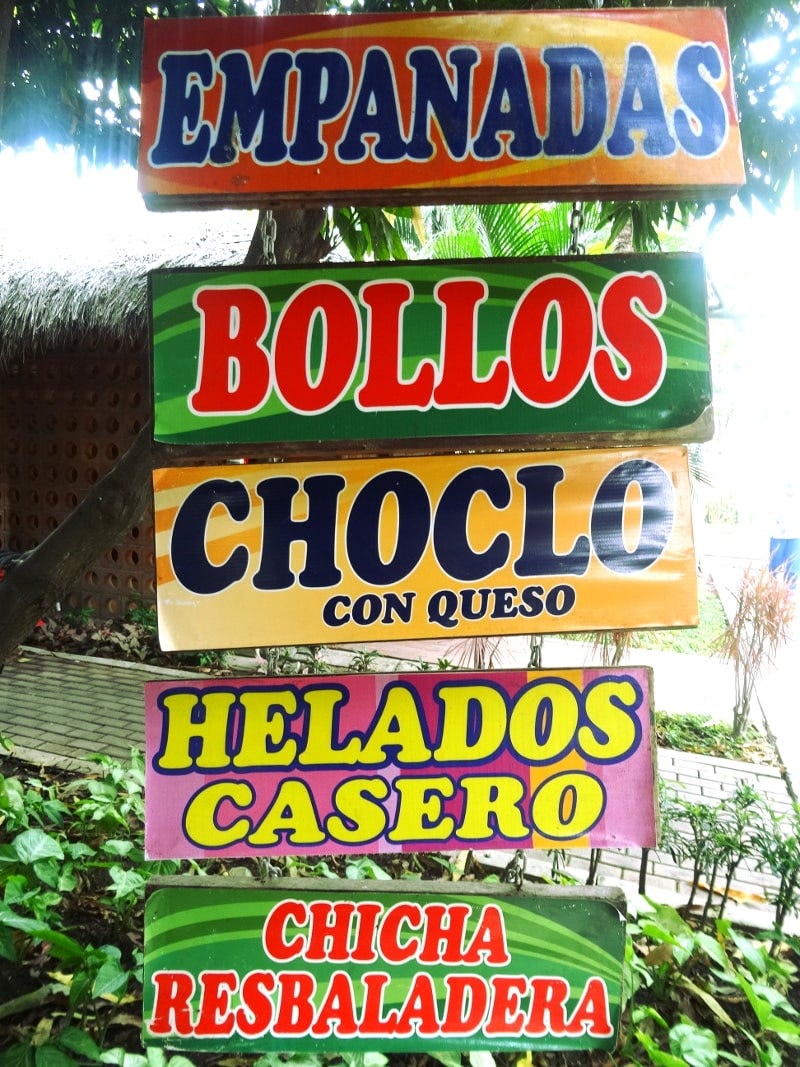 EMPANADAS
BOLLOS
CHOCLO
CON QUESO
HELADOS
CASERO
CHICHA
RESBALADERA